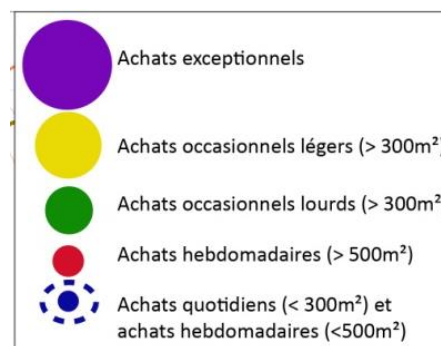 Achats exceptionnels
Achats occasionnels légers (> 300m²)
Achats occasionnels lourds (> 300m²
Achats hebdomadaires (> 500m²)
Achats quotidiens (< 300m²) et
achats hebdomadaires (<500m²)